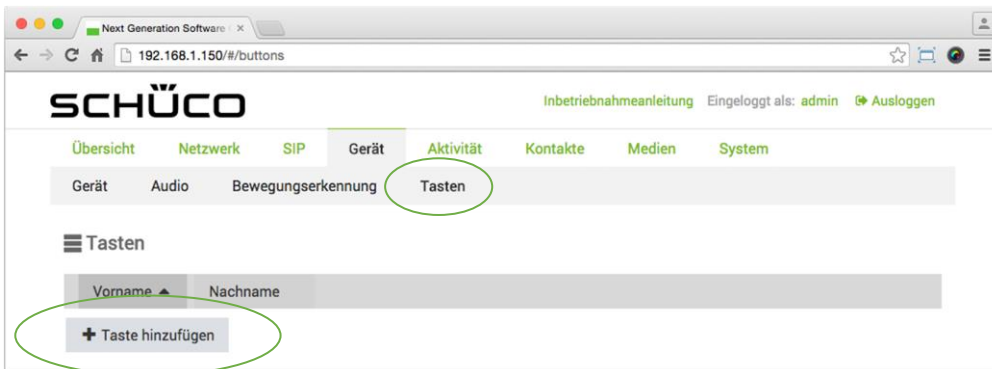 Next Generation Software
192.168.1.150/#/buttons
SCHÜCO
Inbetriebnahmeanleitung Eingeloggt als: admin Ausloggen
Übersicht Netzwerk SIP Gerät Aktivität Kontakte Medien System
Gerät Audio Bewegungserkennung Tasten
Tasten
Vorname Nachname
Taste hinzufügen